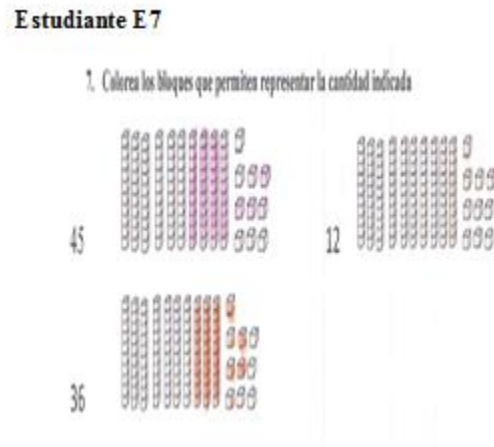 Estudiante E7
7. Colorea los bloques que permiten representar la cantidad indicada
45
12
36